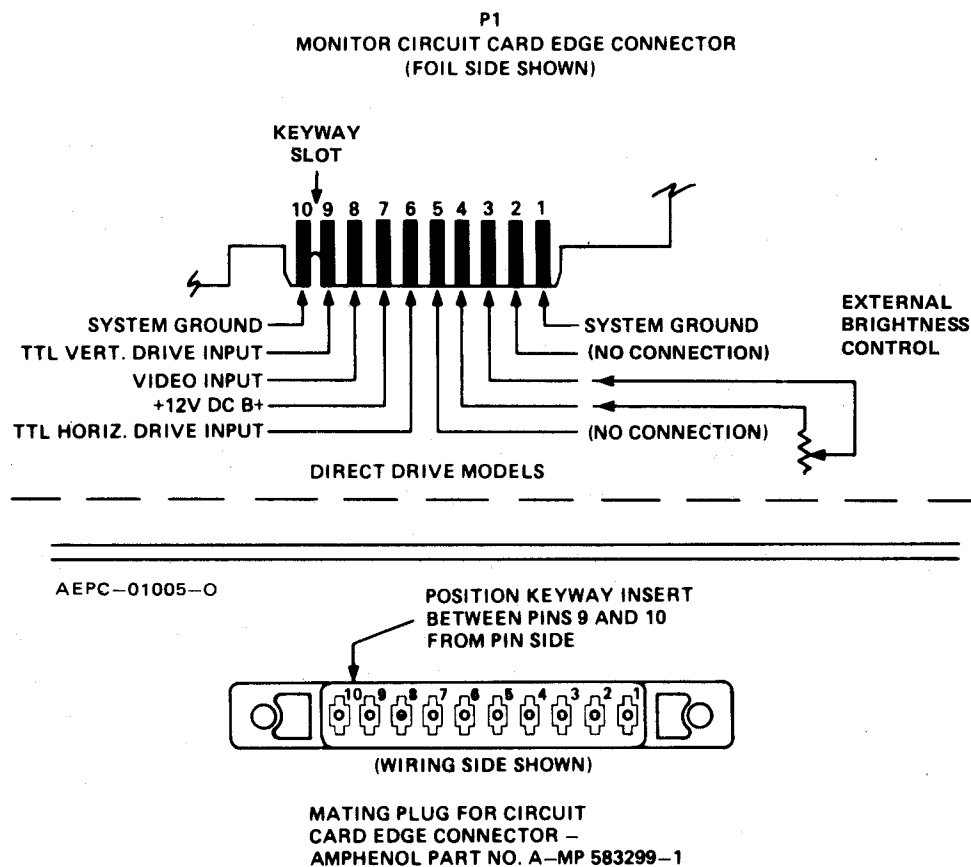 P1
MONITOR CIRCUIT CARD EDGE CONNECTOR
(FOIL SIDE SHOWN)
KEYWAY
SLOT
10 9 8 7 6 5 4 3 2 1
SYSTEM GROUND
TTL VERT. DRIVE INPUT
VIDEO INPUT
+12V DC B+
TTL HORIZ. DRIVE INPUT
SYSTEM GROUND
(NO CONNECTION)
(NO CONNECTION)
EXTERNAL
BRIGHTNESS
CONTROL
DIRECT DRIVE MODELS
AEPC-01005-O
POSITION KEYWAY INSERT
BETWEEN PINS 9 AND 10
FROM PIN SIDE
10 9 8 7 6 5 4 3 2 1
(WIRING SIDE SHOWN)
MATING PLUG FOR CIRCUIT
CARD EDGE CONNECTOR –
AMPHENOL PART NO. A–MP 583299–1